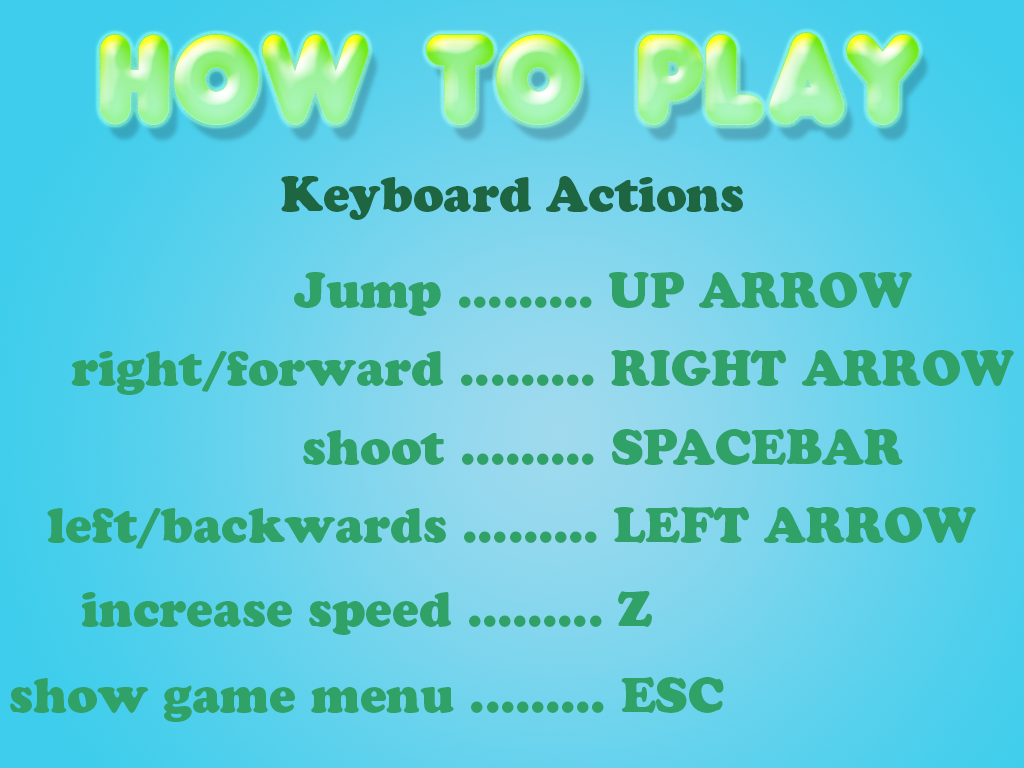 HOW TO PLAY
Keyboard Actions
Jump ......... UP ARROW
right/forward ......... RIGHT ARROW
shoot ......... SPACEBAR
left/backwards ......... LEFT ARROW
increase speed ......... Z
show game menu ......... ESC